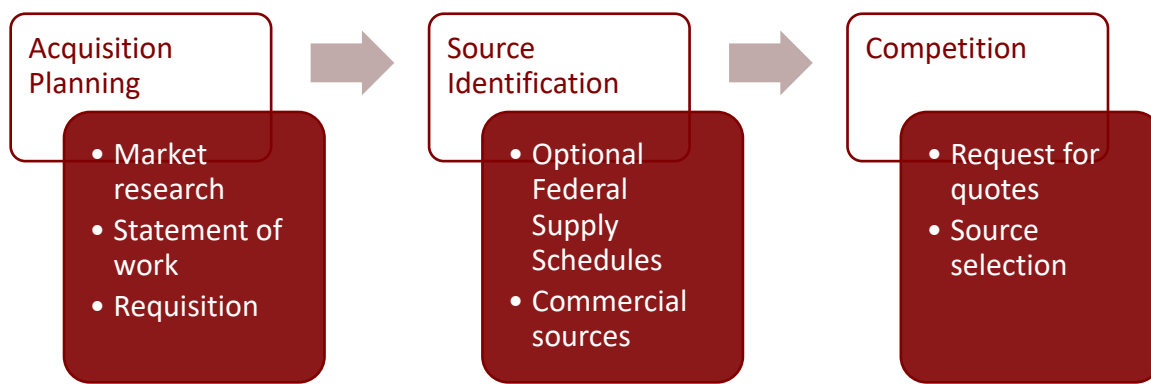 Acquisition
Planning
• Market
research
• Statement of
work
• Requisition
Source
Identification
• Optional
Federal
Supply
Schedules
• Commercial
sources
Competition
• Request for
quotes
• Source
selection